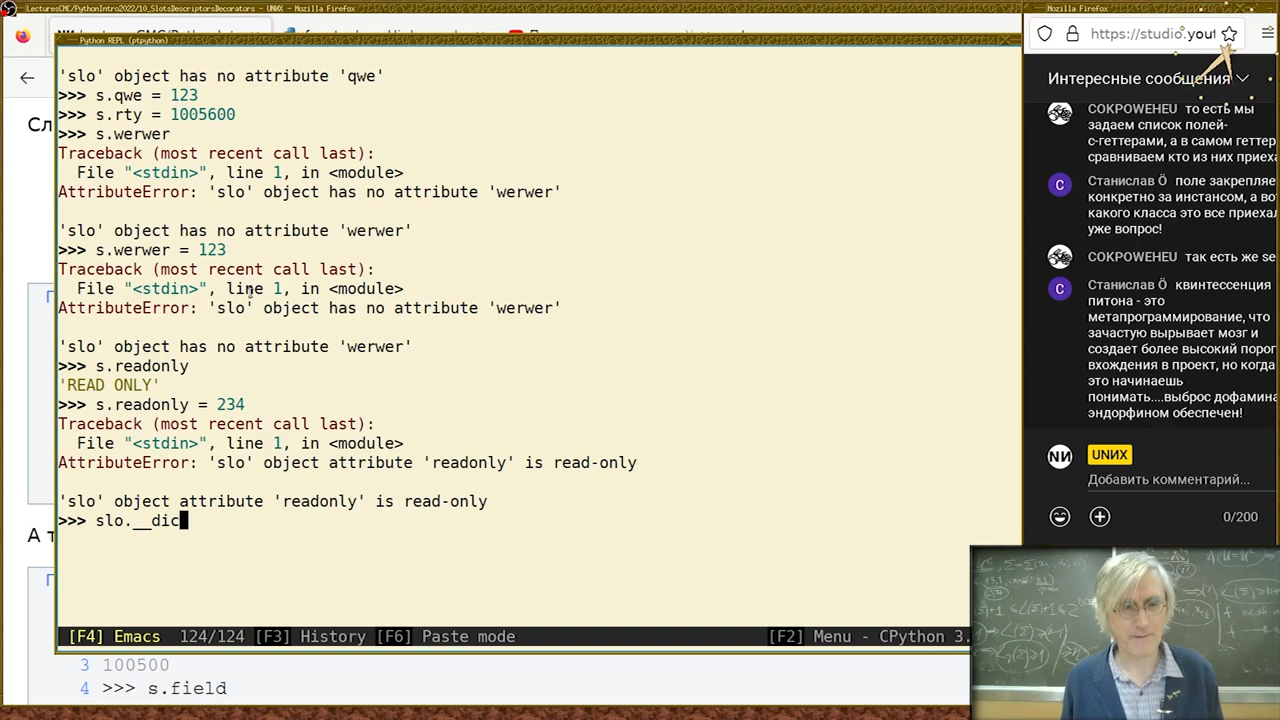 LecturesCME/PythonIntro2022/10_SlotsDescriptorsDecorators - UNИX — Mozilla Firefox
Mozilla Firefox
Python REPL (ptpython)
https://studio.yout
Сл
Интересные сообщения
'slo' object has no attribute 'qwe'
>>> s.qwe = 123
>>> s.rty = 1005600
>>> s.werwer
Traceback (most recent call last):
File "<stdin>", line 1, in <module>
AttributeError: 'slo' object has no attribute 'werwer'
'slo' object has no attribute 'werwer'
>>> s.werwer = 123
Traceback (most recent call last):
File "<stdin>", line 1, in <module>
AttributeError: 'slo' object has no attribute 'werwer'
'slo' object has no attribute 'werwer'
>>> s.readonly
'READ ONLY'
>>> s.readonly = 234
Traceback (most recent call last):
File "<stdin>", line 1, in <module>
AttributeError: 'slo' object attribute 'readonly' is read-only
'slo' object attribute 'readonly' is read-only
>>> slo.__dic
[F4] Emacs 124/124 [F3] History [F6] Paste mode [F2] Menu - CPython 3.
А т
3 100500
4 >>> s.field
COKPOWEHEU то есть мы
задаем список полей-
с-геттерами, а в самом геттер
сравниваем кто из них приеха
Станислав Ö поле закрепляе
конкретно за инстансом, а во
какого класса это все приехал
уже вопрос!
COKPOWEHEU так есть же se
Станислав Ö квинтессенция
питона - это
метапрограммирование, что
зачастую вырывает мозг и
создает более высокий порог
вхождения в проект, но когда
это начинаешь
понимать....выброс дофамина
эндорфином обеспечен!
NИ UNИX
Добавить комментарий...
0/200